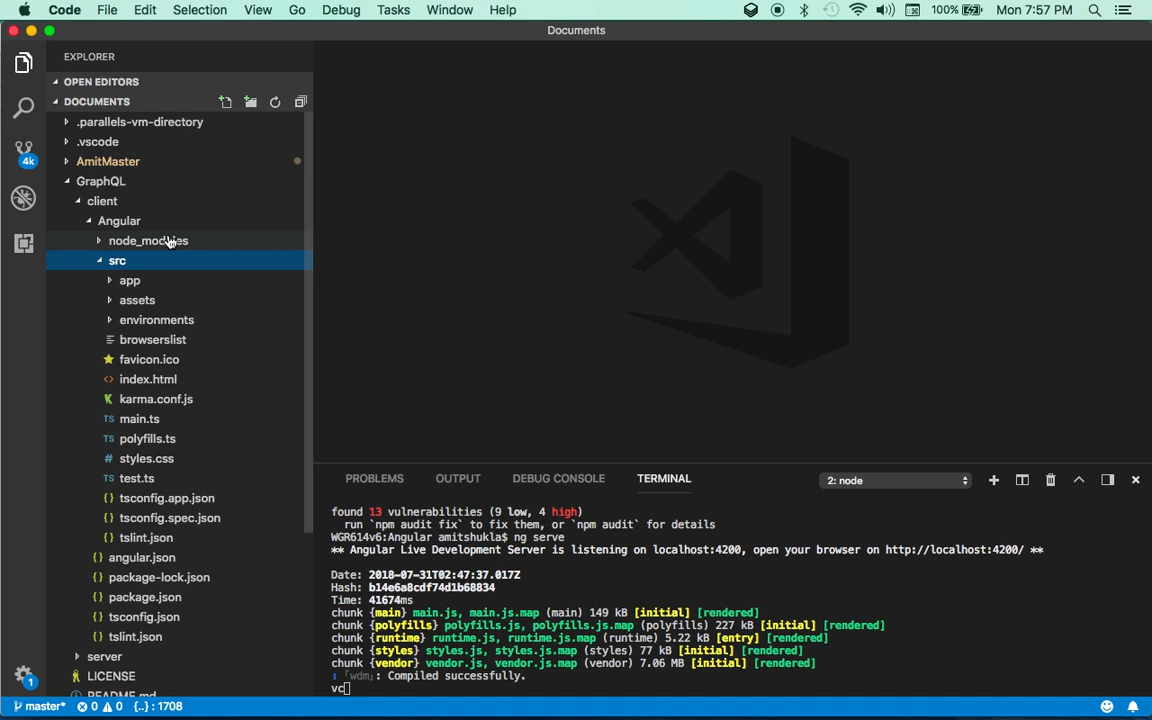 Code File Edit Selection View Go Debug Tasks Window Help 100% Mon 7:57 PM
Documents
EXPLORER
OPEN EDITORS
DOCUMENTS
.parallels-vm-directory
.vscode
4k
AmitMaster
GraphQL
client
Angular
node_modules
src
app
assets
environments
browserslist
favicon.ico
<> index.html
K karma.conf.js
TS main.ts
TS polyfills.ts
# styles.css
TS test.ts
{} tsconfig.app.json
{} tsconfig.spec.json
{} tslint.json
{} angular.json
{} package-lock.json
{} package.json
{} tsconfig.json
{} tslint.json
server
LICENSE
README.md
1
PROBLEMS OUTPUT DEBUG CONSOLE TERMINAL 2: node
found 13 vulnerabilities (9 low, 4 high)
run `npm audit fix` to fix them, or `npm audit` for details
WGR614v6:Angular amitshukla$ ng serve
** Angular Live Development Server is listening on localhost:4200, open your browser on http://localhost:4200/ **
Date: 2018-07-31T02:47:37.017Z
Hash: b14e6a8cdf74d1b68834
Time: 41674ms
chunk {main} main.js, main.js.map (main) 149 kB [initial] [rendered]
chunk {polyfills} polyfills.js, polyfills.js.map (polyfills) 227 kB [initial] [rendered]
chunk {runtime} runtime.js, runtime.js.map (runtime) 5.22 kB [entry] [rendered]
chunk {styles} styles.js, styles.js.map (styles) 77 kB [initial] [rendered]
chunk {vendor} vendor.js, vendor.js.map (vendor) 7.06 MB [initial] [rendered]
ℹ ｢wdm｣: Compiled successfully.
vc
master* 0 0 {..} : 1708